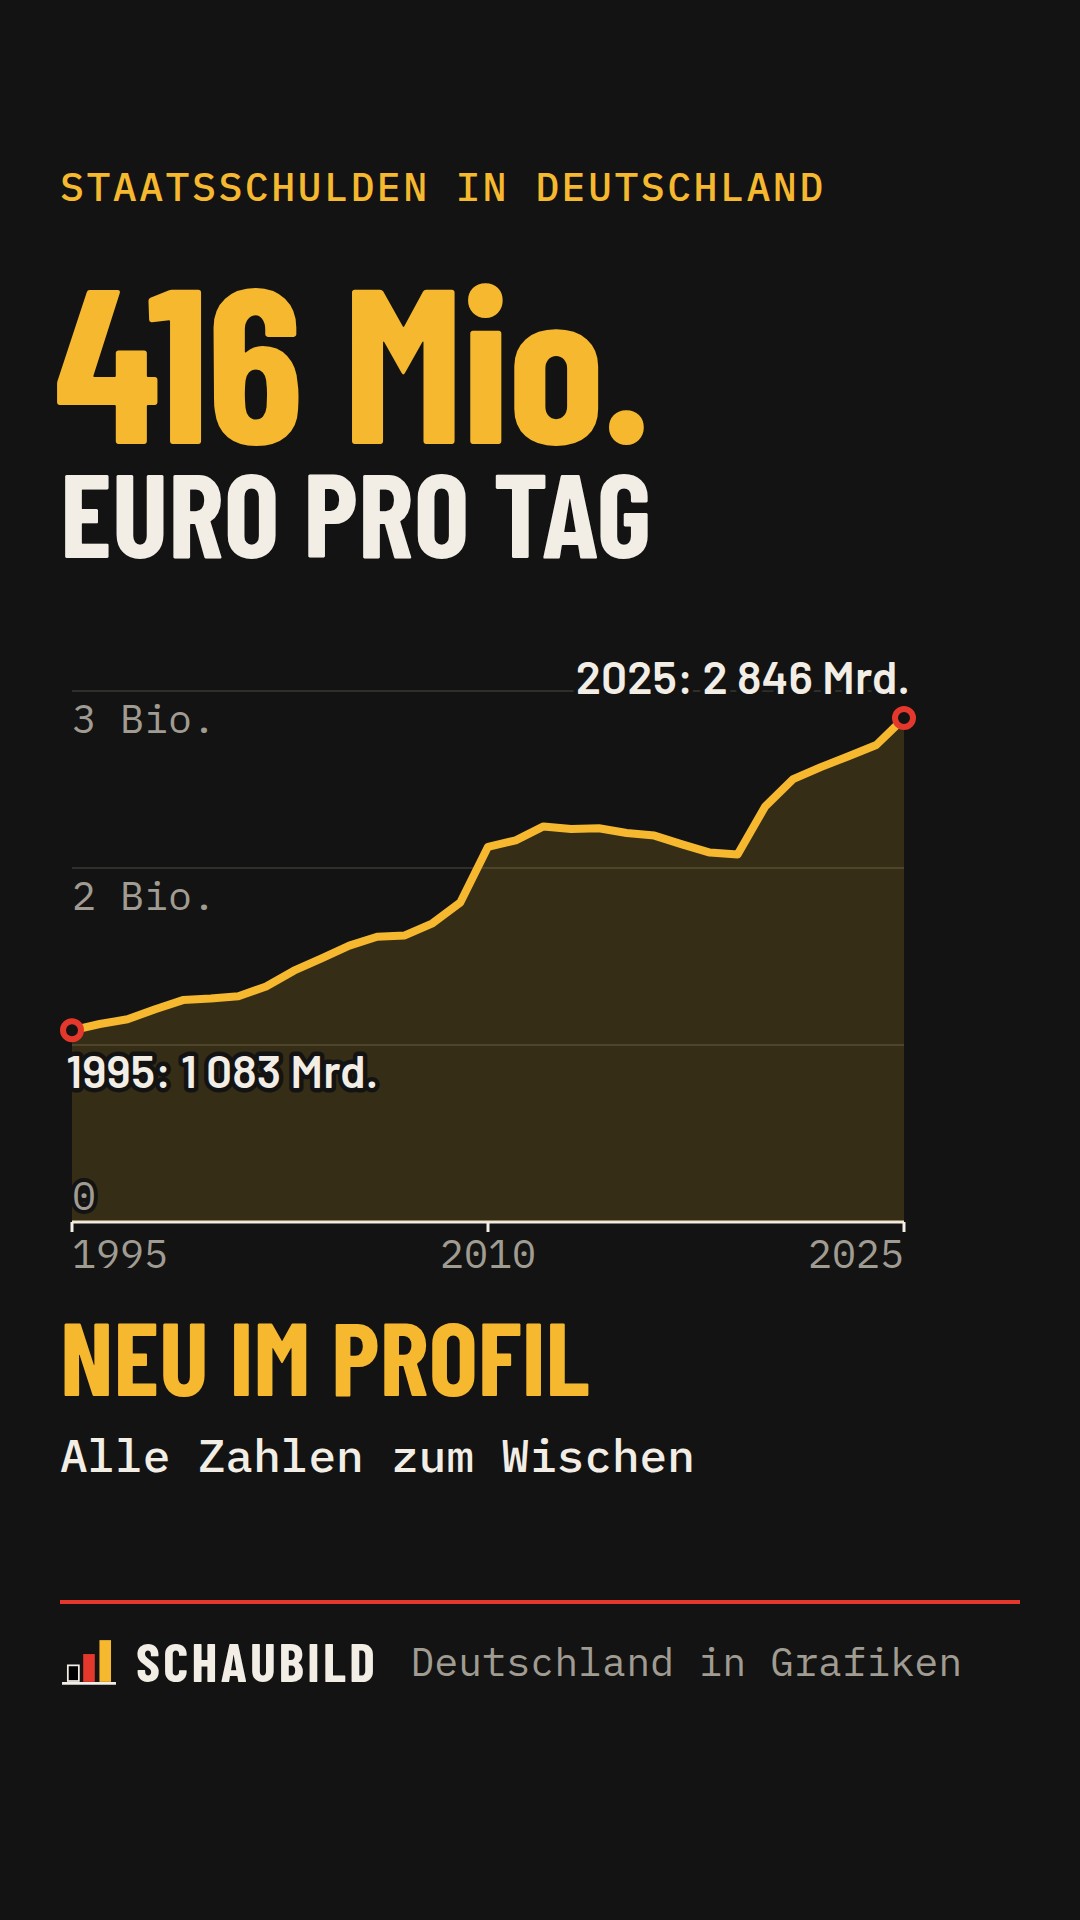 STAATSSCHULDEN IN DEUTSCHLAND
416 Mio.
EURO PRO TAG
2025: 2 846 Mrd.
3 Bio.
2 Bio.
1995: 1 083 Mrd.
0
1995 2010 2025
NEU IM PROFIL
Alle Zahlen zum Wischen
SCHAUBILD Deutschland in Grafiken